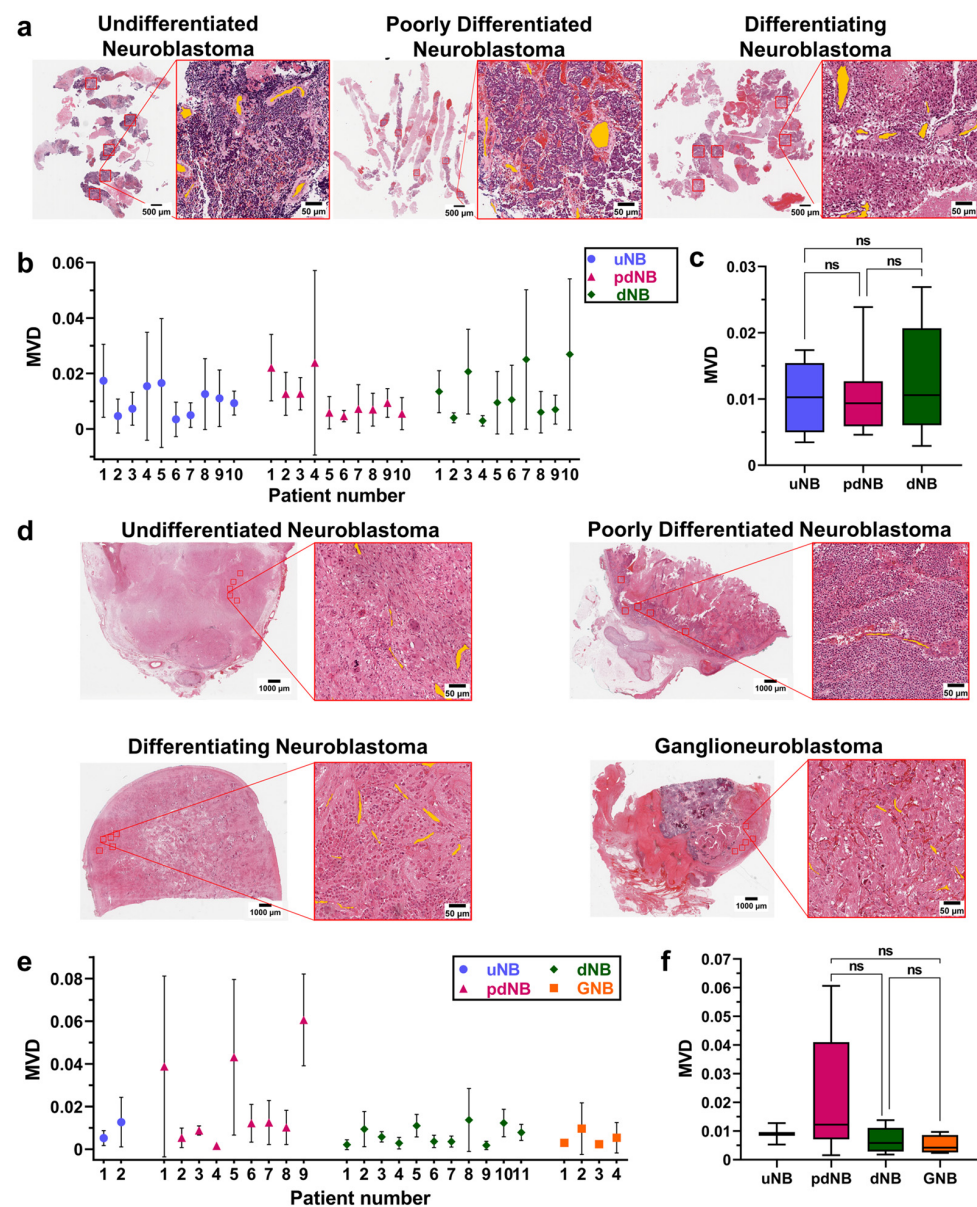 a
Undifferentiated
Neuroblastoma
Poorly Differentiated
Neuroblastoma
Differentiating
Neuroblastoma
500 µm
50 µm
500 µm
50 µm
500 µm
50 µm
b
MVD
0.06
0.04
0.02
0
uNB
pdNB
dNB
1 2 3 4 5 6 7 8 9 10
1 2 3 4 5 6 7 8 9 10
1 2 3 4 5 6 7 8 9 10
Patient number
c
MVD
0.03
0.02
0.01
0
ns
ns
ns
uNB pdNB dNB
d
Undifferentiated Neuroblastoma
1000 µm
50 µm
Poorly Differentiated Neuroblastoma
1000 µm
50 µm
Differentiating Neuroblastoma
1000 µm
50 µm
Ganglioneuroblastoma
1000 µm
50 µm
e
MVD
0.08
0.06
0.04
0.02
0
uNB
dNB
pdNB
GNB
1 2
1 2 3 4 5 6 7 8 9
1 2 3 4 5 6 7 8 9 10 11
1 2 3 4
Patient number
f
MVD
0.07
0.06
0.05
0.04
0.03
0.02
0.01
0
ns
ns
ns
uNB pdNB dNB GNB